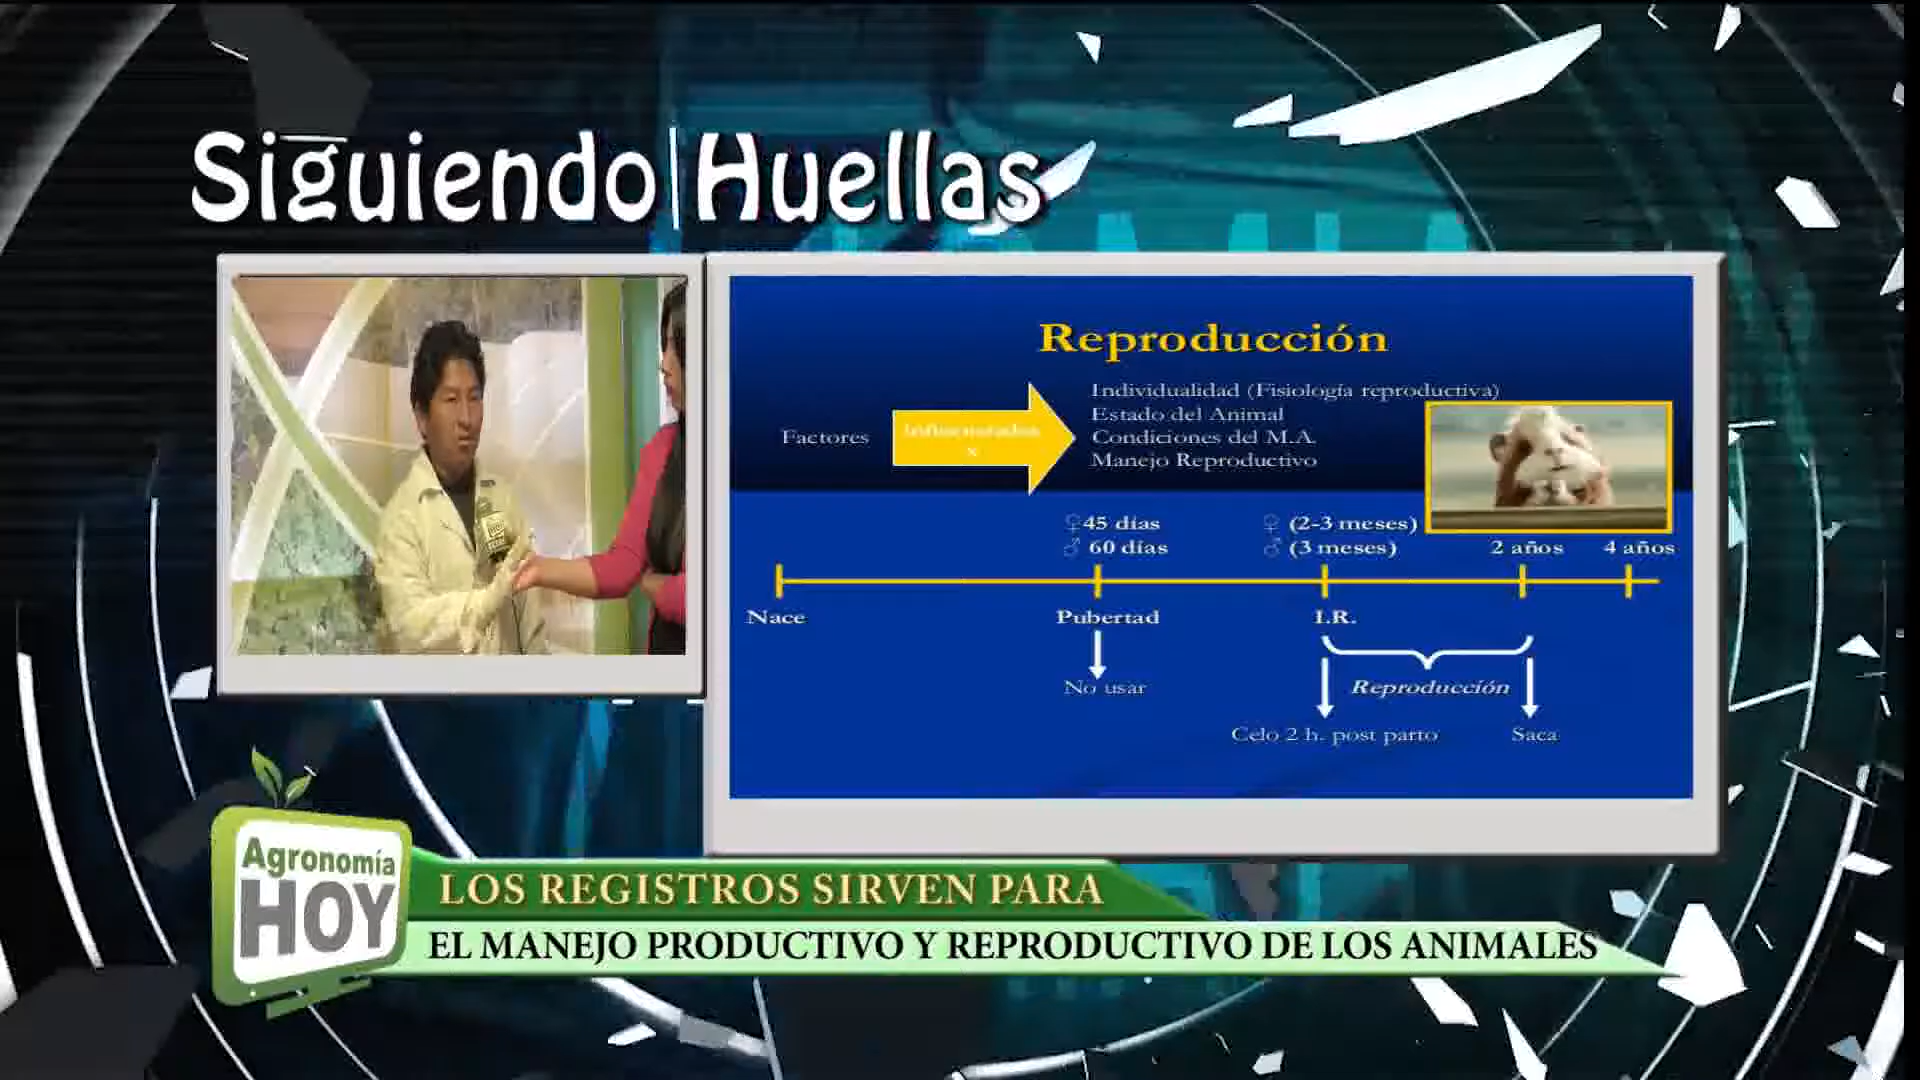 Siguiendo Huellas
Reproducción
Individualidad (Fisiología reproductiva)
Estado del Animal
Factores
Condiciones del M.A.
Manejo Reproductivo
♀45 días
♂ 60 días
♀ (2-3 meses)
♂ (3 meses)
2 años
4 años
Nace
Pubertad
I.R.
No usar
Reproducción
Celo 2 h. post parto
Saca
Agronomía
HOY
LOS REGISTROS SIRVEN PARA
EL MANEJO PRODUCTIVO Y REPRODUCTIVO DE LOS ANIMALES